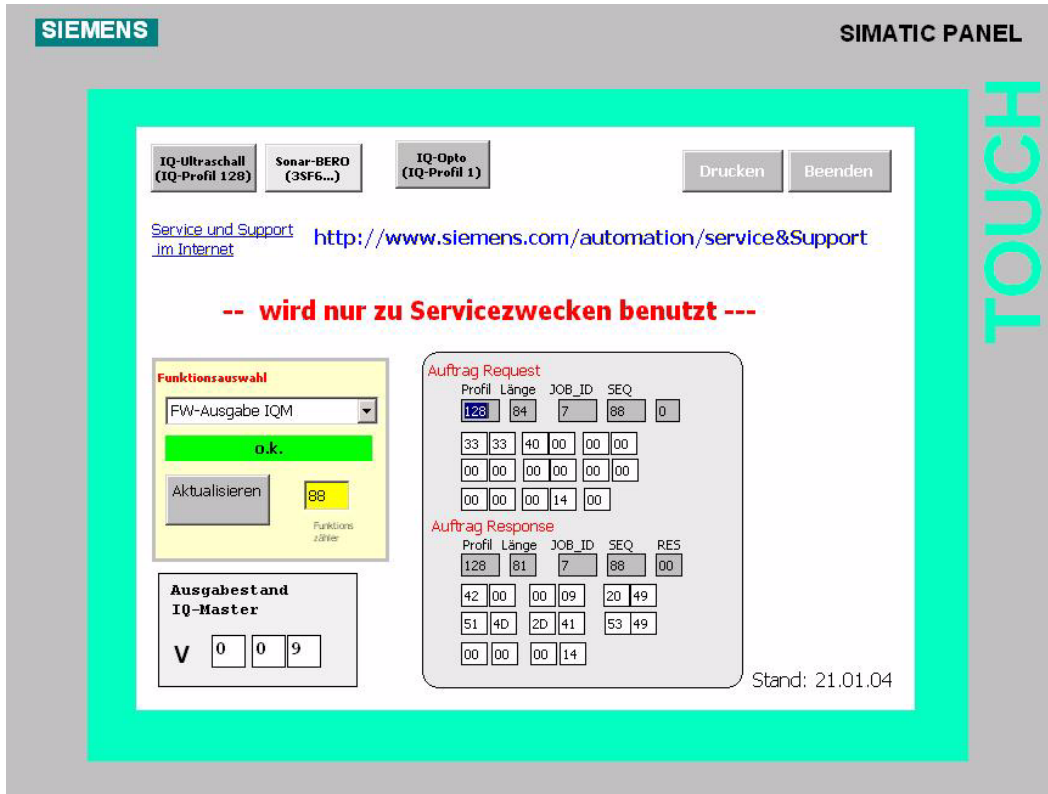 SIEMENS
SIMATIC PANEL
TOUCH
IQ-Ultraschall
(IQ-Profil 128)
Sonar-BERO
(3SF6...)
IQ-Opto
(IQ-Profil 1)
Drucken
Beenden
Service und Support
im Internet
http://www.siemens.com/automation/service&Support
-- wird nur zu Servicezwecken benutzt ---
Funktionsauswahl
FW-Ausgabe IQM
o.k.
Aktualisieren
88
Funktions
zähler
Ausgabestand
IQ-Master
V 0 0 9
Auftrag Request
Profil Länge JOB_ID SEQ
128 84 7 88 0
33 33 40 00 00 00
00 00 00 00 00 00
00 00 00 14 00
Auftrag Response
Profil Länge JOB_ID SEQ RES
128 81 7 88 00
42 00 00 09 20 49
51 4D 2D 41 53 49
00 00 00 14
Stand: 21.01.04